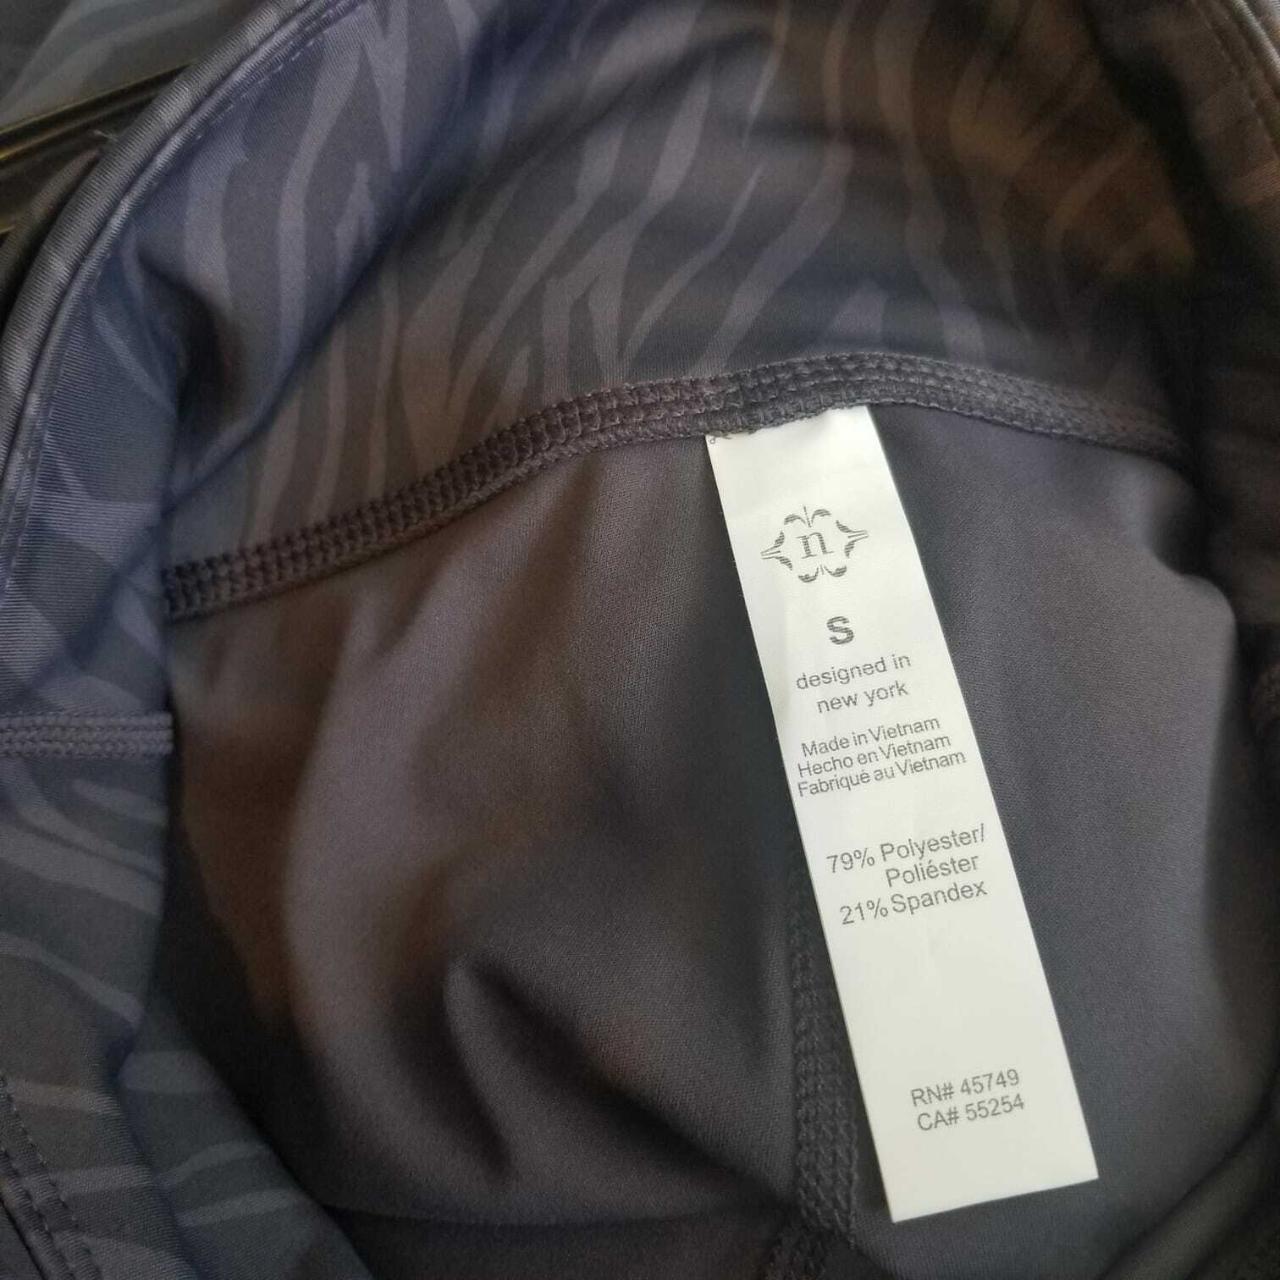 n
S
designed in
new york
Made in Vietnam
Hecho en Vietnam
Fabriqué au Vietnam
79% Polyester/
Poliéster
21% Spandex
RN# 45749
CA# 55254